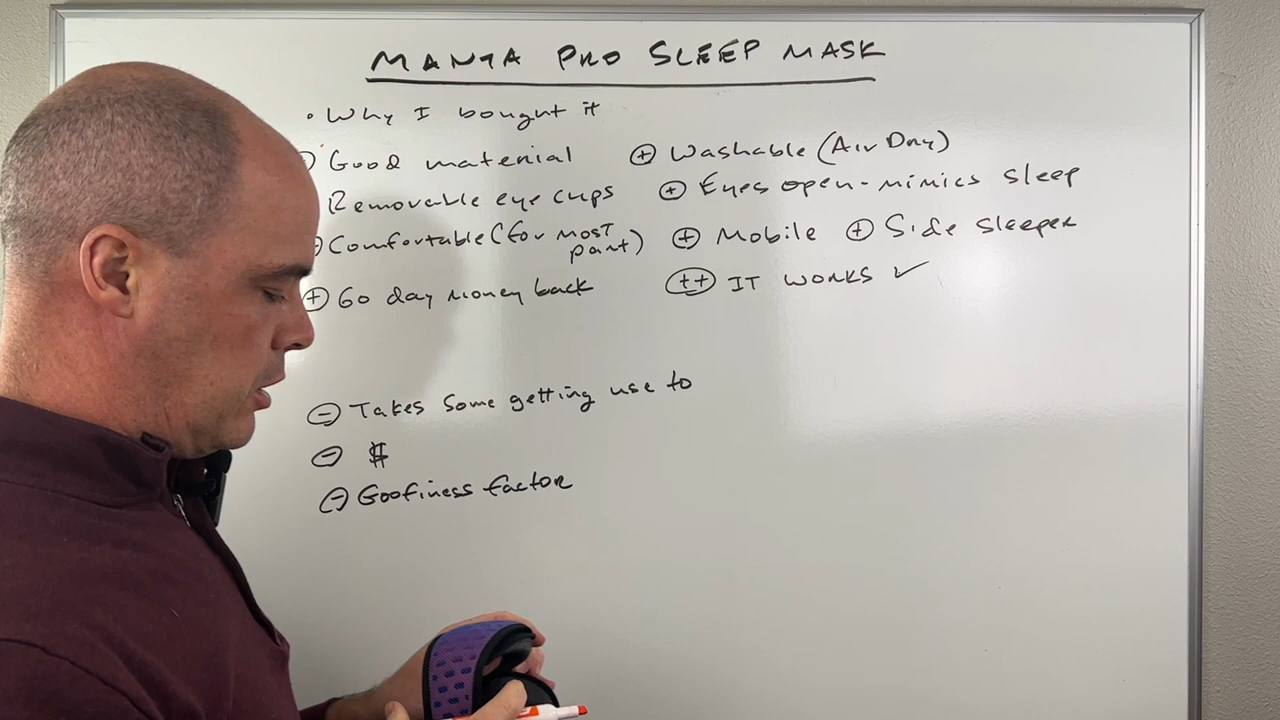 MANTA PRO SLEEP MASK
• Why I bought it
Good material
Removable eye cups
Comfortable (for most part)
+ 60 day money back
+ Washable (Air Dry)
+ Eyes open - mimics sleep
+ Mobile + Side sleeper
++ IT WORKS ✓
- Takes some getting use to
- $
- Goofiness factor